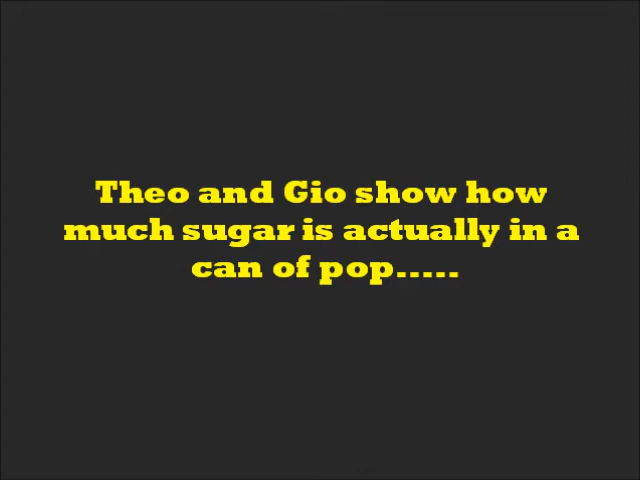 Theo and Gio show how
much sugar is actually in a
can of pop.....